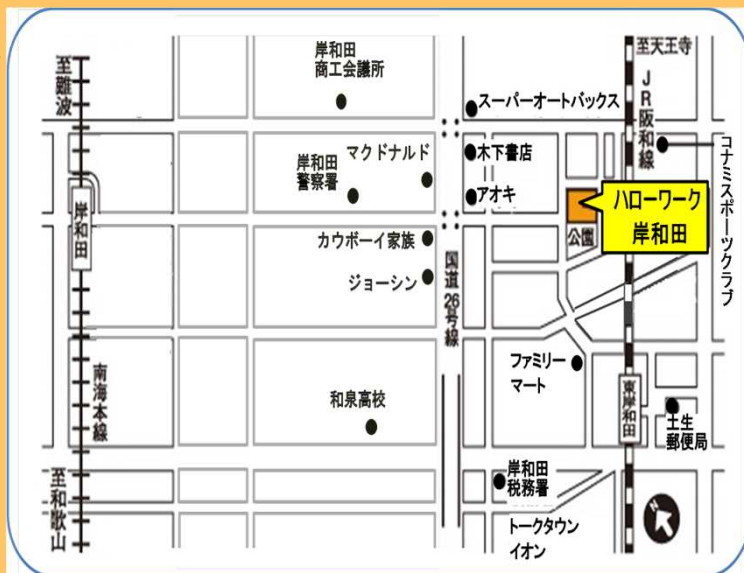 至難波
岸和田
南海本線
至和歌山
岸和田
商工会議所
マクドナルド
岸和田
警察署
カウボーイ家族
ジョーシン
和泉高校
国道26号線
スーパーオートバックス
木下書店
アオキ
公園
ハローワーク
岸和田
至天王寺
JR阪和線
コナミスポーツクラブ
ファミリー
マート
東岸和田
土生
郵便局
岸和田
税務署
トークタウン
イオン